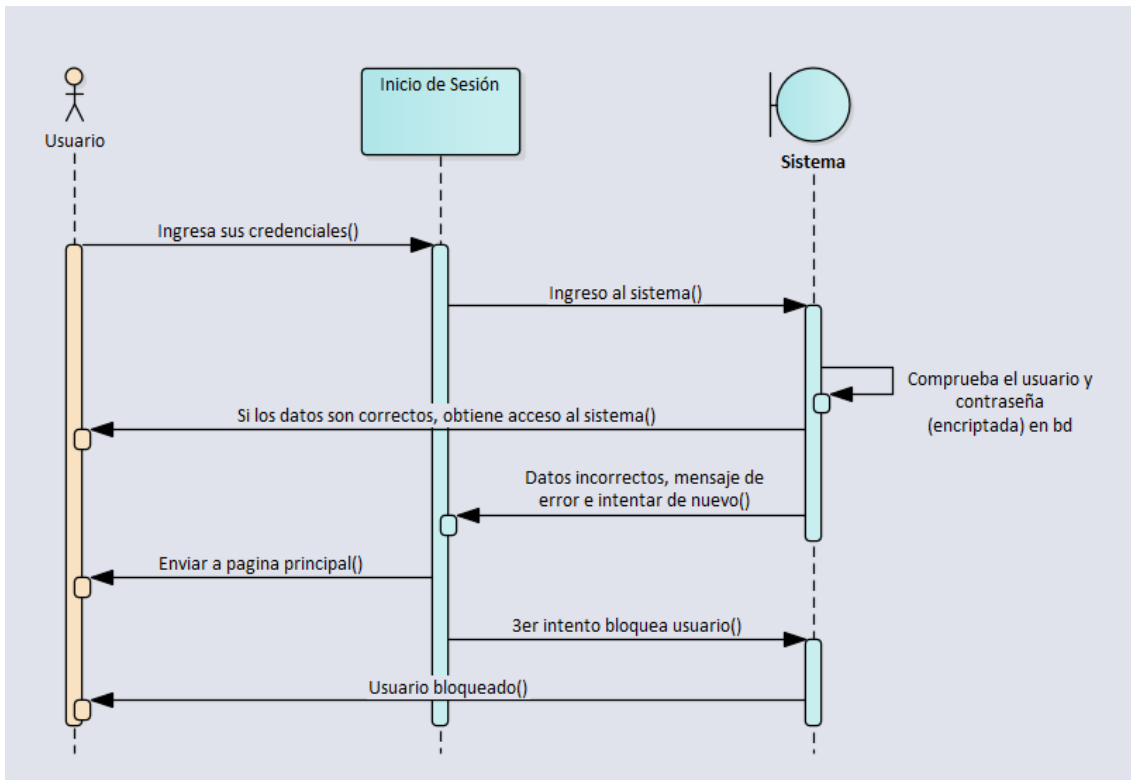 Inicio de Sesión
Usuario
Sistema
Ingresa sus credenciales()
Ingreso al sistema()
Comprueba el usuario y
contraseña
(encriptada) en bd
Si los datos son correctos, obtiene acceso al sistema()
Datos incorrectos, mensaje de
error e intentar de nuevo()
Enviar a pagina principal()
3er intento bloquea usuario()
Usuario bloqueado()